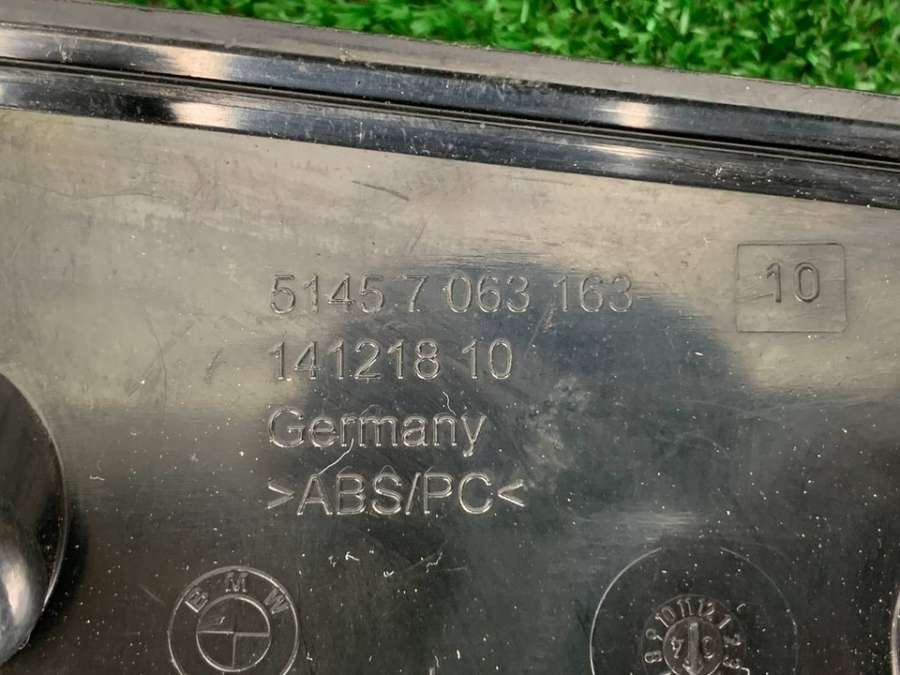 5145 7 063 163-
10
141218 10
Germany
>ABS/PC<
BMW